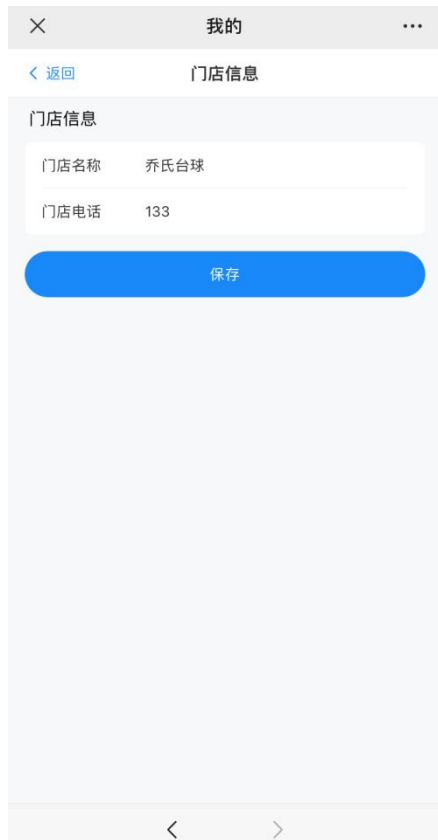 我的
返回
门店信息
门店信息
门店名称 乔氏台球
门店电话 133
保存